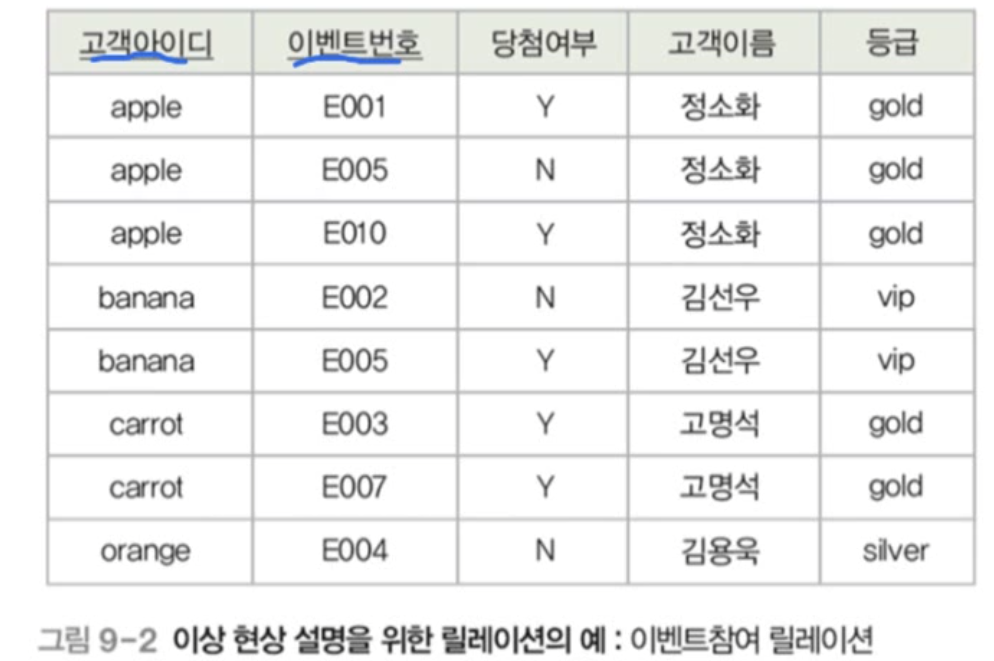 고객아이디 이벤트번호 당첨여부 고객이름 등급
apple E001 Y 정소화 gold
apple E005 N 정소화 gold
apple E010 Y 정소화 gold
banana E002 N 김선우 vip
banana E005 Y 김선우 vip
carrot E003 Y 고명석 gold
carrot E007 Y 고명석 gold
orange E004 N 김용욱 silver
그림 9-2 이상 현상 설명을 위한 릴레이션의 예 : 이벤트참여 릴레이션